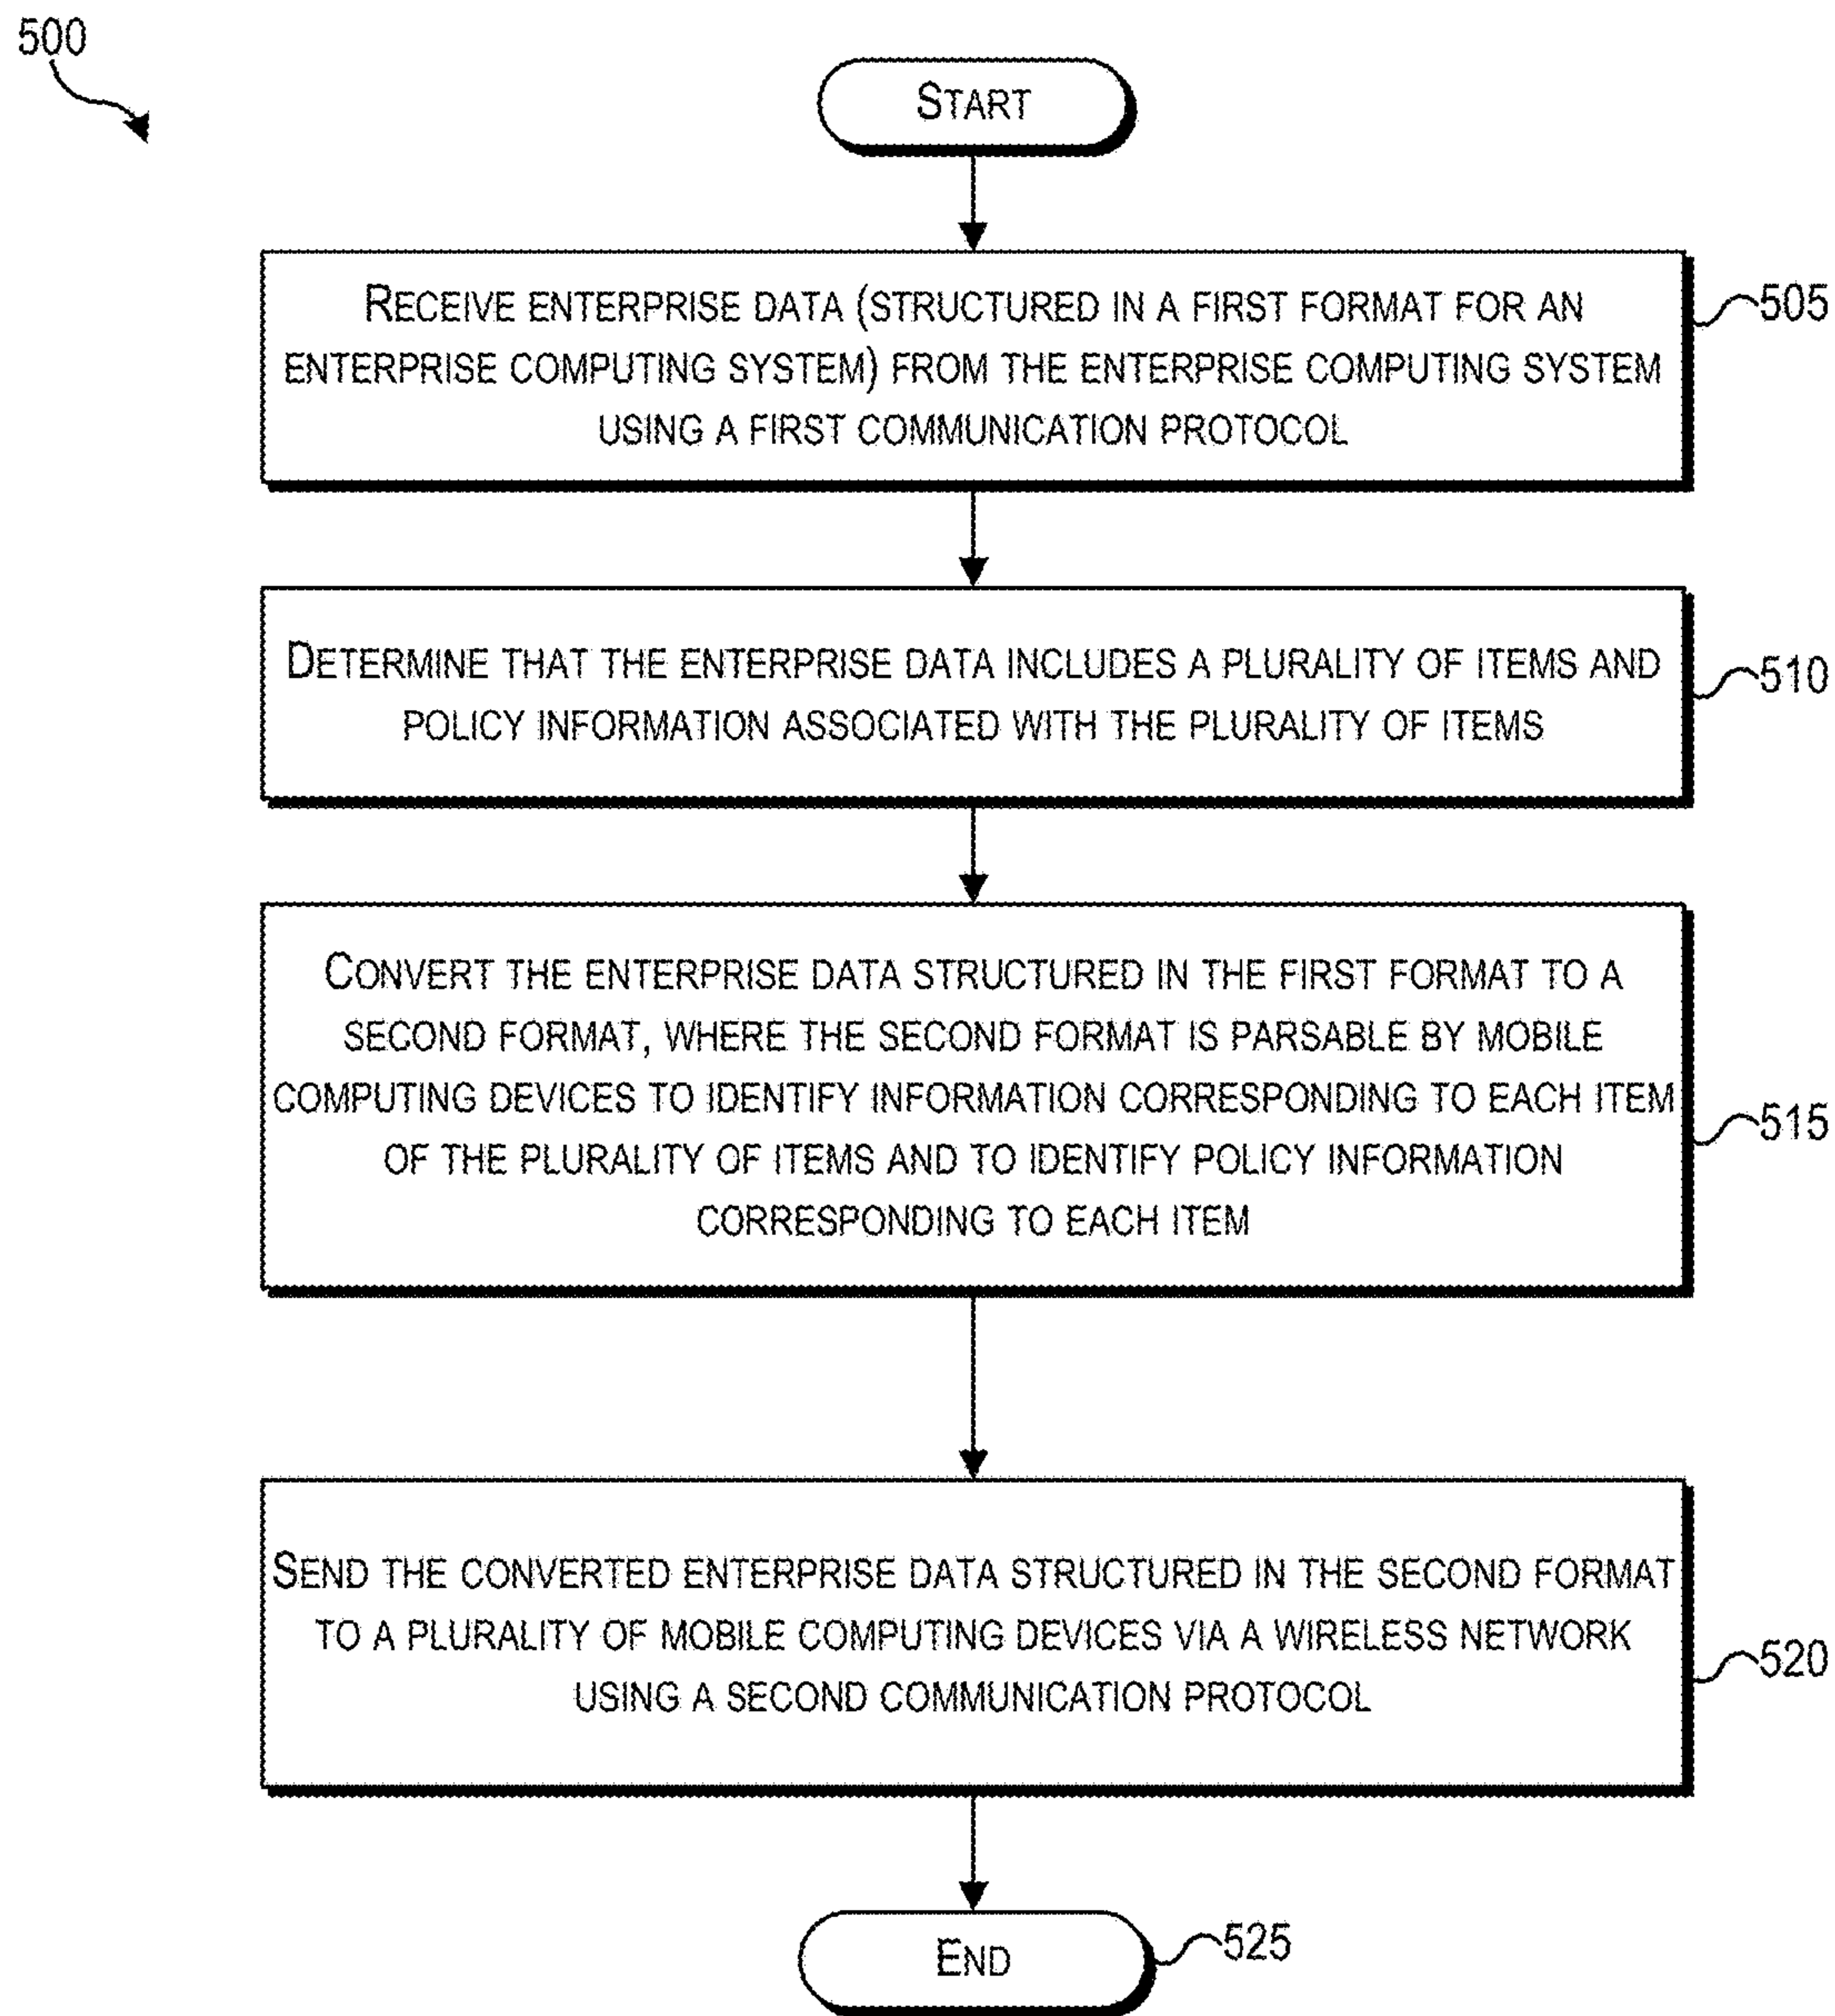 500
START
RECEIVE ENTERPRISE DATA (STRUCTURED IN A FIRST FORMAT FOR AN
ENTERPRISE COMPUTING SYSTEM) FROM THE ENTERPRISE COMPUTING SYSTEM
USING A FIRST COMMUNICATION PROTOCOL
505
DETERMINE THAT THE ENTERPRISE DATA INCLUDES A PLURALITY OF ITEMS AND
POLICY INFORMATION ASSOCIATED WITH THE PLURALITY OF ITEMS
510
CONVERT THE ENTERPRISE DATA STRUCTURED IN THE FIRST FORMAT TO A
SECOND FORMAT, WHERE THE SECOND FORMAT IS PARSABLE BY MOBILE
COMPUTING DEVICES TO IDENTIFY INFORMATION CORRESPONDING TO EACH ITEM
OF THE PLURALITY OF ITEMS AND TO IDENTIFY POLICY INFORMATION
CORRESPONDING TO EACH ITEM
515
SEND THE CONVERTED ENTERPRISE DATA STRUCTURED IN THE SECOND FORMAT
TO A PLURALITY OF MOBILE COMPUTING DEVICES VIA A WIRELESS NETWORK
USING A SECOND COMMUNICATION PROTOCOL
520
END
525